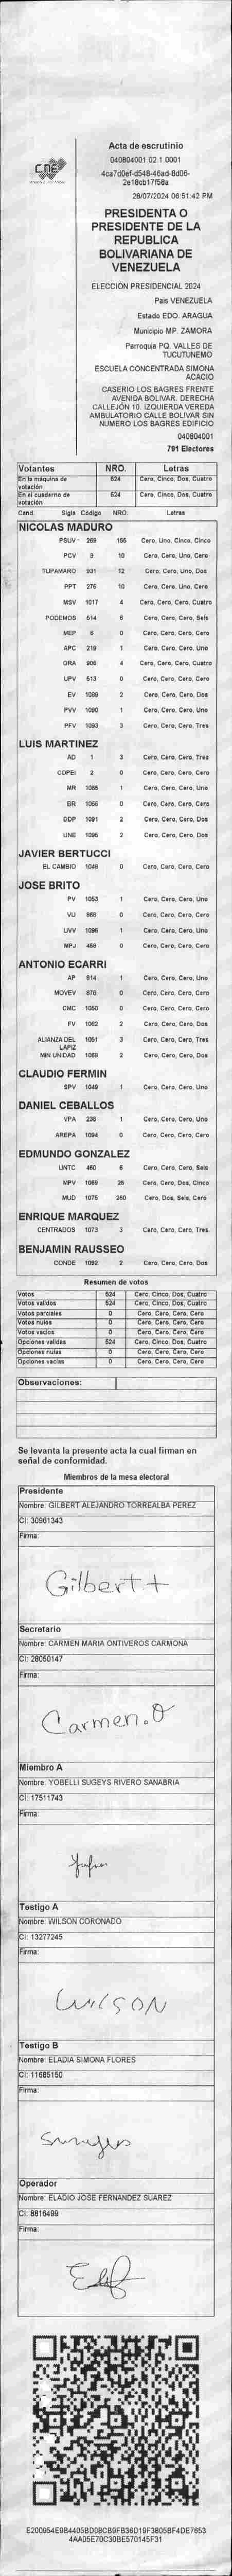 CNE
Acta de escrutinio
040804001.02.1.0001
4ca7d0ef-d548-46ad-8d06-
2e18cb17f58a
28/07/2024 06:51:42 PM
PRESIDENTA O
PRESIDENTE DE LA
REPUBLICA
BOLIVARIANA DE
VENEZUELA
ELECCIÓN PRESIDENCIAL 2024
País VENEZUELA
Estado EDO. ARAGUA
Municipio MP. ZAMORA
Parroquia PQ. VALLES DE
TUCUTUNEMO
ESCUELA CONCENTRADA SIMONA
ACACIO
CASERIO LOS BAGRES FRENTE
AVENIDA BOLIVAR. DERECHA
CALLEJÓN 10. IZQUIERDA VEREDA
AMBULATORIO CALLE BOLIVAR SIN
NUMERO LOS BAGRES EDIFICIO
040804001
791 Electores
Votantes NRO. Letras
En la máquina de votación 524 Cero, Cinco, Dos, Cuatro
En el cuaderno de votación 524 Cero, Cinco, Dos, Cuatro
Cand. Sigla Código NRO. Letras
NICOLAS MADURO
PSUV - 269 155 Cero, Uno, Cinco, Cinco
PCV 9 10 Cero, Cero, Uno, Cero
TUPAMARO 931 12 Cero, Cero, Uno, Dos
PPT 276 10 Cero, Cero, Uno, Cero
MSV 1017 4 Cero, Cero, Cero, Cuatro
PODEMOS 514 6 Cero, Cero, Cero, Seis
MEP 6 0 Cero, Cero, Cero, Cero
APC 219 1 Cero, Cero, Cero, Uno
ORA 906 4 Cero, Cero, Cero, Cuatro
UPV 513 0 Cero, Cero, Cero, Cero
EV 1089 2 Cero, Cero, Cero, Dos
PVV 1090 1 Cero, Cero, Cero, Uno
PFV 1093 3 Cero, Cero, Cero, Tres
LUIS MARTINEZ
AD 1 3 Cero, Cero, Cero, Tres
COPEI 2 0 Cero, Cero, Cero, Cero
MR 1065 1 Cero, Cero, Cero, Uno
BR 1066 0 Cero, Cero, Cero, Cero
DDP 1091 2 Cero, Cero, Cero, Dos
UNE 1095 2 Cero, Cero, Cero, Dos
JAVIER BERTUCCI
EL CAMBIO 1048 0 Cero, Cero, Cero, Cero
JOSE BRITO
PV 1053 1 Cero, Cero, Cero, Uno
VU 868 0 Cero, Cero, Cero, Cero
UVV 1096 1 Cero, Cero, Cero, Uno
MPJ 458 0 Cero, Cero, Cero, Cero
ANTONIO ECARRI
AP 914 1 Cero, Cero, Cero, Uno
MOVEV 878 0 Cero, Cero, Cero, Cero
CMC 1050 0 Cero, Cero, Cero, Cero
FV 1062 2 Cero, Cero, Cero, Dos
ALIANZA DEL LAPIZ 1051 3 Cero, Cero, Cero, Tres
MIN UNIDAD 1069 2 Cero, Cero, Cero, Dos
CLAUDIO FERMIN
SPV 1049 1 Cero, Cero, Cero, Uno
DANIEL CEBALLOS
VPA 236 1 Cero, Cero, Cero, Uno
AREPA 1094 0 Cero, Cero, Cero, Cero
EDMUNDO GONZALEZ
UNTC 460 6 Cero, Cero, Cero, Seis
MPV 1069 25 Cero, Cero, Dos, Cinco
MUD 1075 260 Cero, Dos, Seis, Cero
ENRIQUE MARQUEZ
CENTRADOS 1073 3 Cero, Cero, Cero, Tres
BENJAMIN RAUSSEO
CONDE 1092 2 Cero, Cero, Cero, Dos
Resumen de votos
Votos 524 Cero, Cinco, Dos, Cuatro
Votos validos 524 Cero, Cinco, Dos, Cuatro
Votos parciales 0 Cero, Cero, Cero, Cero
Votos nulos 0 Cero, Cero, Cero, Cero
Votos vacios 0 Cero, Cero, Cero, Cero
Opciones validas 524 Cero, Cinco, Dos, Cuatro
Opciones nulas 0 Cero, Cero, Cero, Cero
Opciones vacias 0 Cero, Cero, Cero, Cero
Observaciones:
Se levanta la presente acta la cual firman en
señal de conformidad.
Miembros de la mesa electoral
Presidente
Nombre: GILBERT ALEJANDRO TORREALBA PEREZ
CI: 30961343
Firma:
Gilbert t
Secretario
Nombre: CARMEN MARIA ONTIVEROS CARMONA
CI: 28050147
Firma:
Carmen.O
Miembro A
Nombre: YOBELLI SUGEYS RIVERO SANABRIA
CI: 17511743
Firma:
Testigo A
Nombre: WILSON CORONADO
CI: 13277245
Firma:
WILSON
Testigo B
Nombre: ELADIA SIMONA FLORES
CI: 11685150
Firma:
Operador
Nombre: ELADIO JOSE FERNANDEZ SUAREZ
CI: 8816499
Firma:
E200954E9B4405BD08CB9FB36D19F3805BF4DE7653
4AA05E70C30BE570145F31